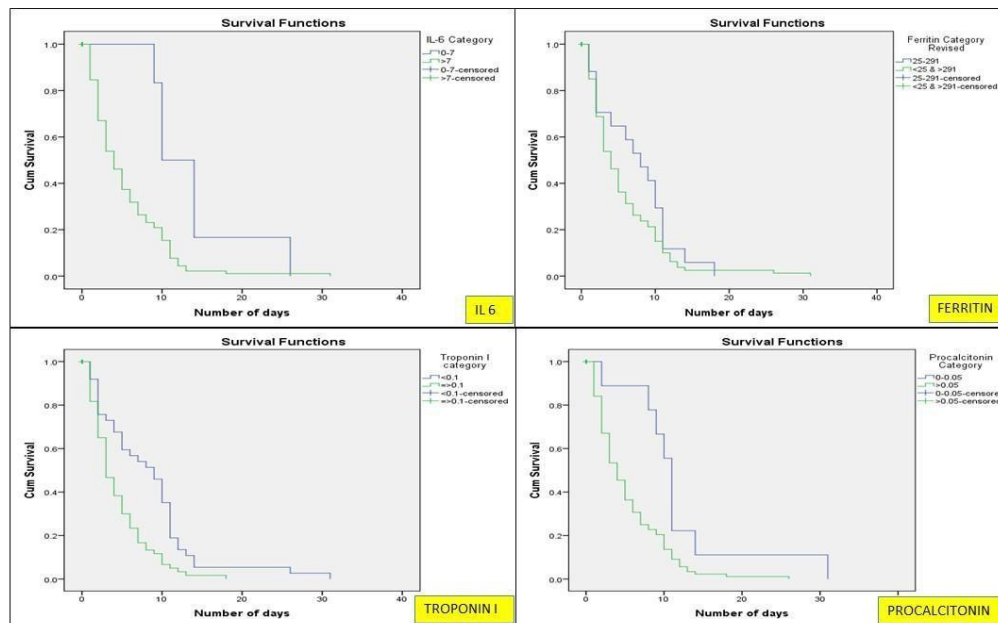 Survival Functions
IL-6 Category
0-7
>7
0-7-censored
>7-censored
Cum Survival
1.0
0.8
0.6
0.4
0.2
0.0
0
10
20
30
40
Number of days
IL 6
Survival Functions
Ferritin Category
Revised
25-291
<25 & >291
25-291-censored
<25 & >291-censored
Cum Survival
1.0
0.8
0.6
0.4
0.2
0.0
0
10
20
30
40
Number of days
FERRITIN
Survival Functions
Troponin I
category
<0.1
=>0.1
<0.1-censored
=>0.1-censored
Cum Survival
1.0
0.8
0.6
0.4
0.2
0.0
0
10
20
30
40
Number of days
TROPONIN I
Survival Functions
Procalcitonin
Category
0-0.05
>0.05
0-0.05-censored
>0.05-censored
Cum Survival
1.0
0.8
0.6
0.4
0.2
0.0
0
10
20
30
Number of days
PROCALCITONIN